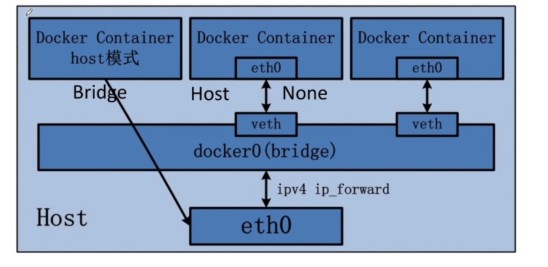 Docker Container
host模式
Docker Container
eth0
Docker Container
eth0
Bridge
Host
None
veth
veth
docker0(bridge)
ipv4 ip_forward
Host
eth0